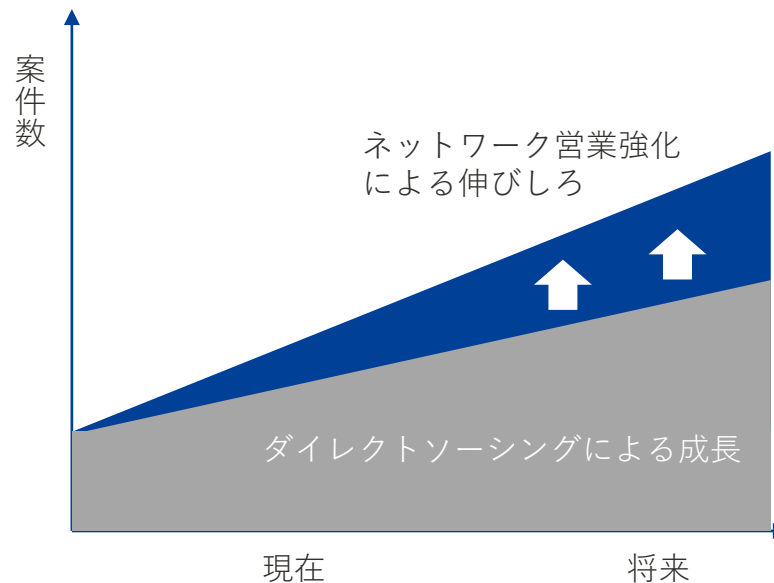 案件数
ネットワーク営業強化
による伸びしろ
ダイレクトソーシングによる成長
現在
将来